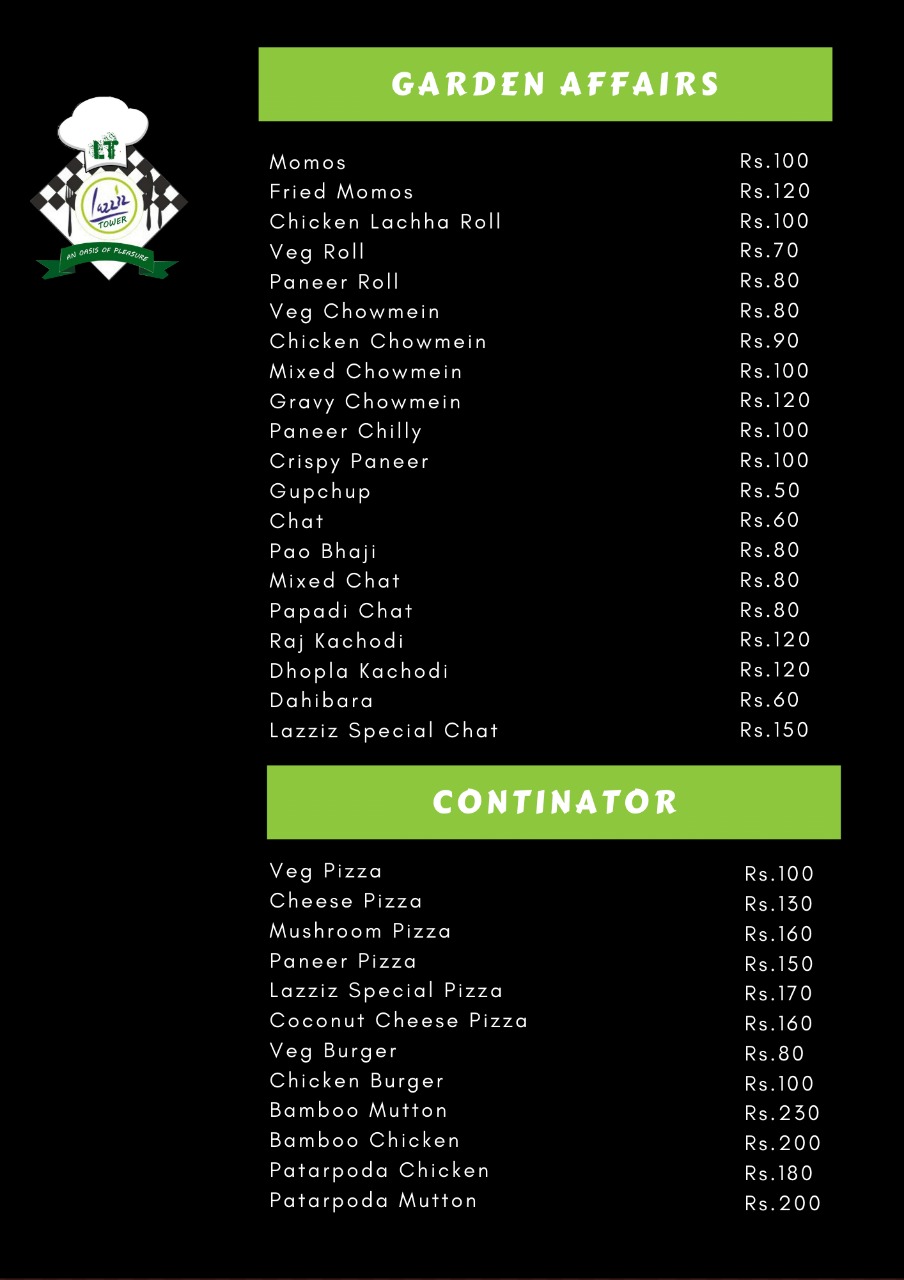 GARDEN AFFAIRS
LT
Lazziz
TOWER
AN OASIS OF PLEASURE
Momos Rs.100
Fried Momos Rs.120
Chicken Lachha Roll Rs.100
Veg Roll Rs.70
Paneer Roll Rs.80
Veg Chowmein Rs.80
Chicken Chowmein Rs.90
Mixed Chowmein Rs.100
Gravy Chowmein Rs.120
Paneer Chilly Rs.100
Crispy Paneer Rs.100
Gupchup Rs.50
Chat Rs.60
Pao Bhaji Rs.80
Mixed Chat Rs.80
Papadi Chat Rs.80
Raj Kachodi Rs.120
Dhopla Kachodi Rs.120
Dahibara Rs.60
Lazziz Special Chat Rs.150
CONTINATOR
Veg Pizza Rs.100
Cheese Pizza Rs.130
Mushroom Pizza Rs.160
Paneer Pizza Rs.150
Lazziz Special Pizza Rs.170
Coconut Cheese Pizza Rs.160
Veg Burger Rs.80
Chicken Burger Rs.100
Bamboo Mutton Rs.230
Bamboo Chicken Rs.200
Patarpoda Chicken Rs.180
Patarpoda Mutton Rs.200